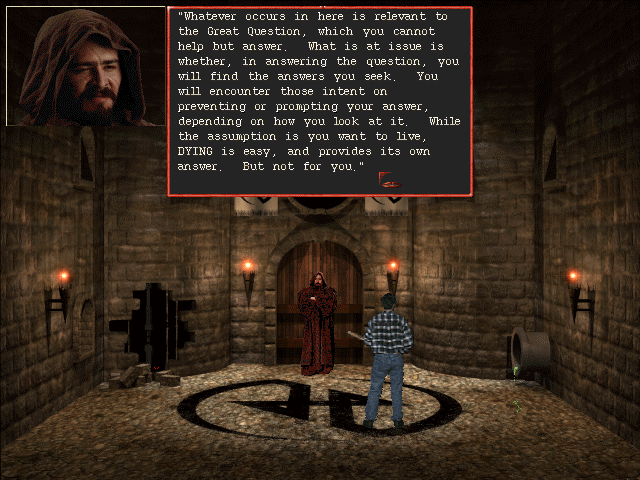 "Whatever occurs in here is relevant to
the Great Question, which you cannot
help but answer.  What is at issue is
whether, in answering the question, you
will find the answers you seek.  You
will encounter those intent on
preventing or prompting your answer,
depending on how you look at it.  While
the assumption is you want to live,
DYING is easy, and provides its own
answer.  But not for you."